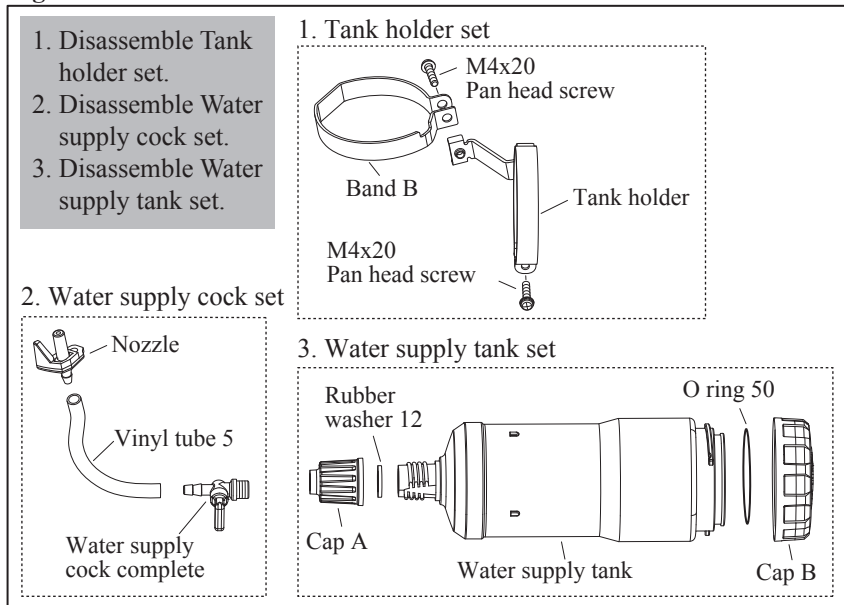 1. Disassemble Tank
holder set.
2. Disassemble Water
supply cock set.
3. Disassemble Water
supply tank set.
1. Tank holder set
M4x20
Pan head screw
Band B
Tank holder
M4x20
Pan head screw
2. Water supply cock set
Nozzle
Vinyl tube 5
Water supply
cock complete
3. Water supply tank set
Rubber
washer 12
O ring 50
Cap A
Water supply tank
Cap B